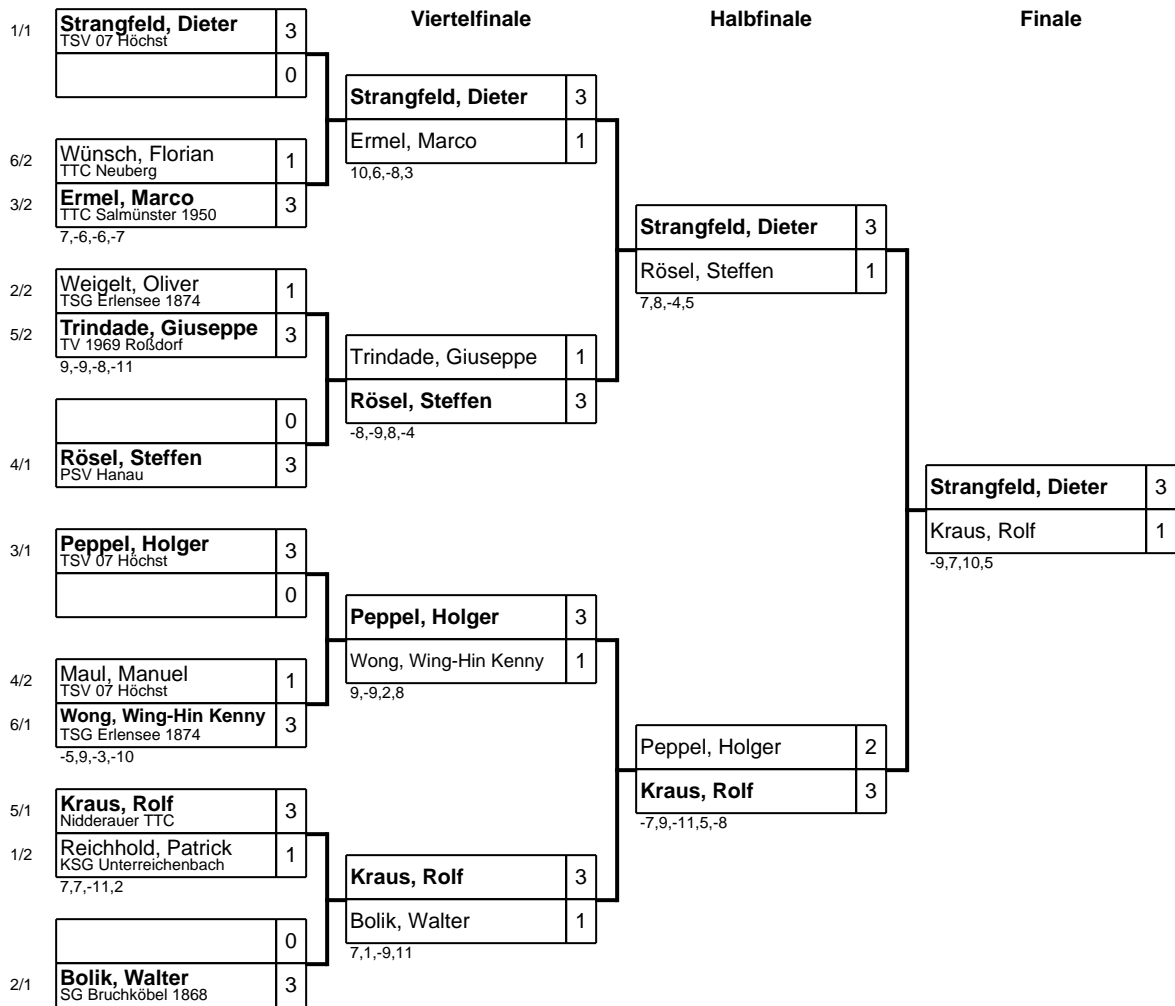 Viertelfinale
Halbfinale
Finale
1/1
Strangfeld, Dieter 3
TSV 07 Höchst
0
6/2
Wünsch, Florian 1
TTC Neuberg
3/2
Ermel, Marco 3
TTC Salmünster 1950
7,-6,-6,-7
2/2
Weigelt, Oliver 1
TSG Erlensee 1874
5/2
Trindade, Giuseppe 3
TV 1969 Roßdorf
9,-9,-8,-11
0
4/1
Rösel, Steffen 3
PSV Hanau
3/1
Peppel, Holger 3
TSV 07 Höchst
0
4/2
Maul, Manuel 1
TSV 07 Höchst
6/1
Wong, Wing-Hin Kenny 3
TSG Erlensee 1874
-5,9,-3,-10
5/1
Kraus, Rolf 3
Nidderauer TTC
1/2
Reichhold, Patrick 1
KSG Unterreichenbach
7,7,-11,2
0
2/1
Bolik, Walter 3
SG Bruchköbel 1868
Strangfeld, Dieter 3
Ermel, Marco 1
10,6,-8,3
Trindade, Giuseppe 1
Rösel, Steffen 3
-8,-9,8,-4
Peppel, Holger 3
Wong, Wing-Hin Kenny 1
9,-9,2,8
Kraus, Rolf 3
Bolik, Walter 1
7,1,-9,11
Strangfeld, Dieter 3
Rösel, Steffen 1
7,8,-4,5
Peppel, Holger 2
Kraus, Rolf 3
-7,9,-11,5,-8
Strangfeld, Dieter 3
Kraus, Rolf 1
-9,7,10,5